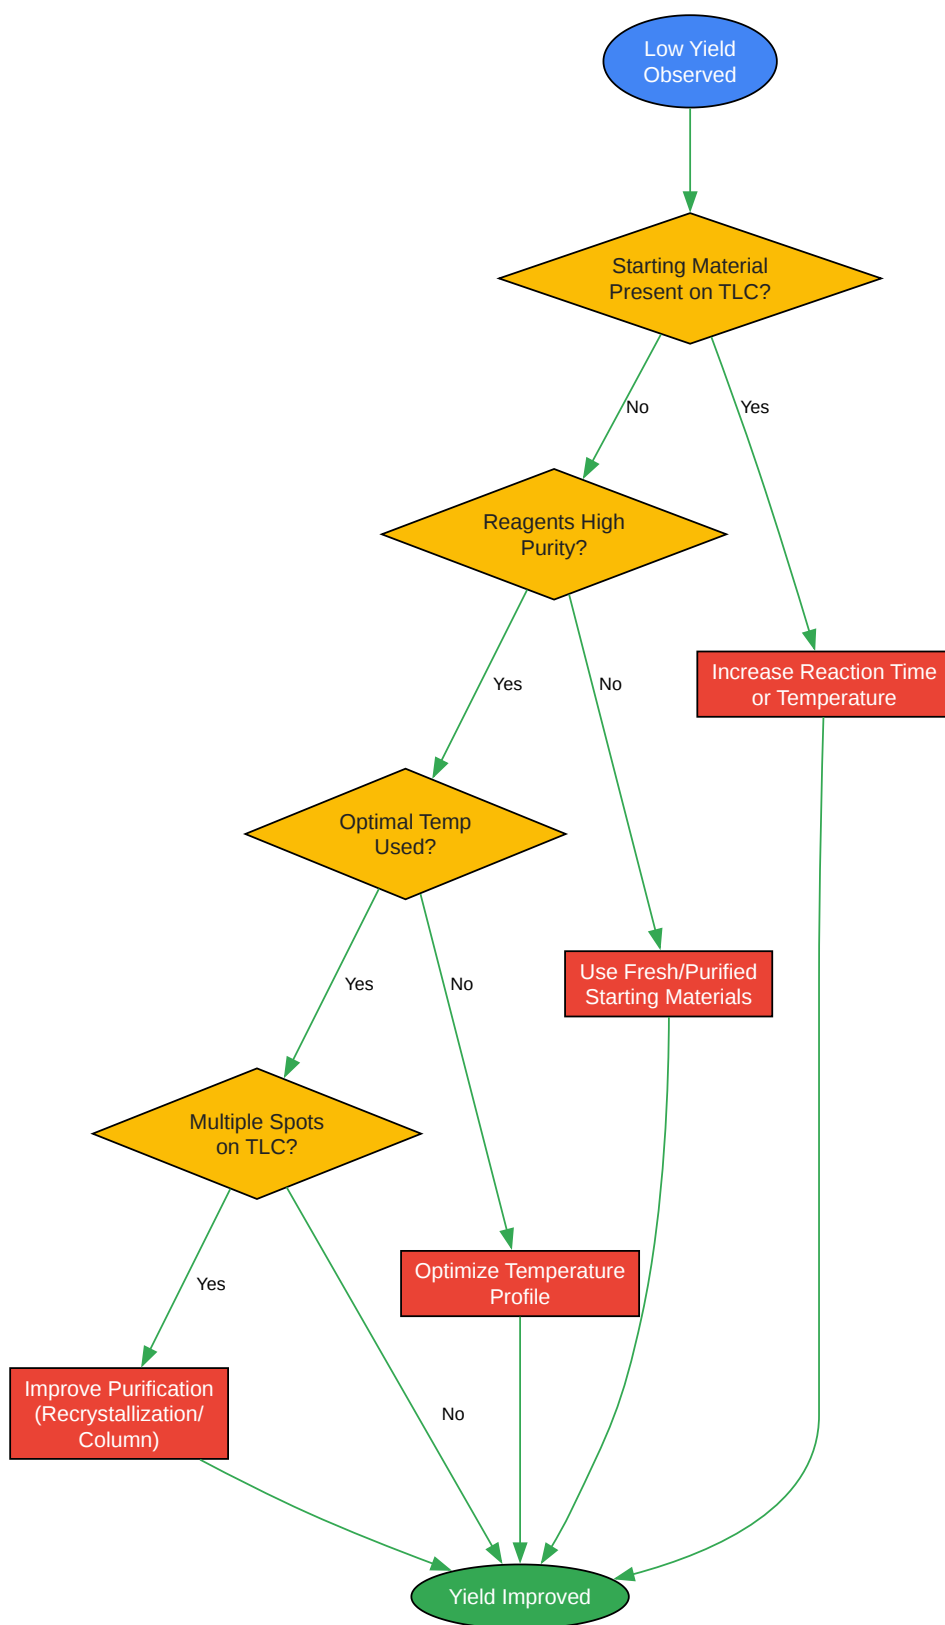 Low Yield
Observed
Starting Material
Present on TLC?
No
Yes
Reagents High
Purity?
Increase Reaction Time
or Temperature
Yes
No
Optimal Temp
Used?
Use Fresh/Purified
Starting Materials
Yes
No
Multiple Spots
on TLC?
Optimize Temperature
Profile
Yes
No
Improve Purification
(Recrystallization/
Column)
Yield Improved